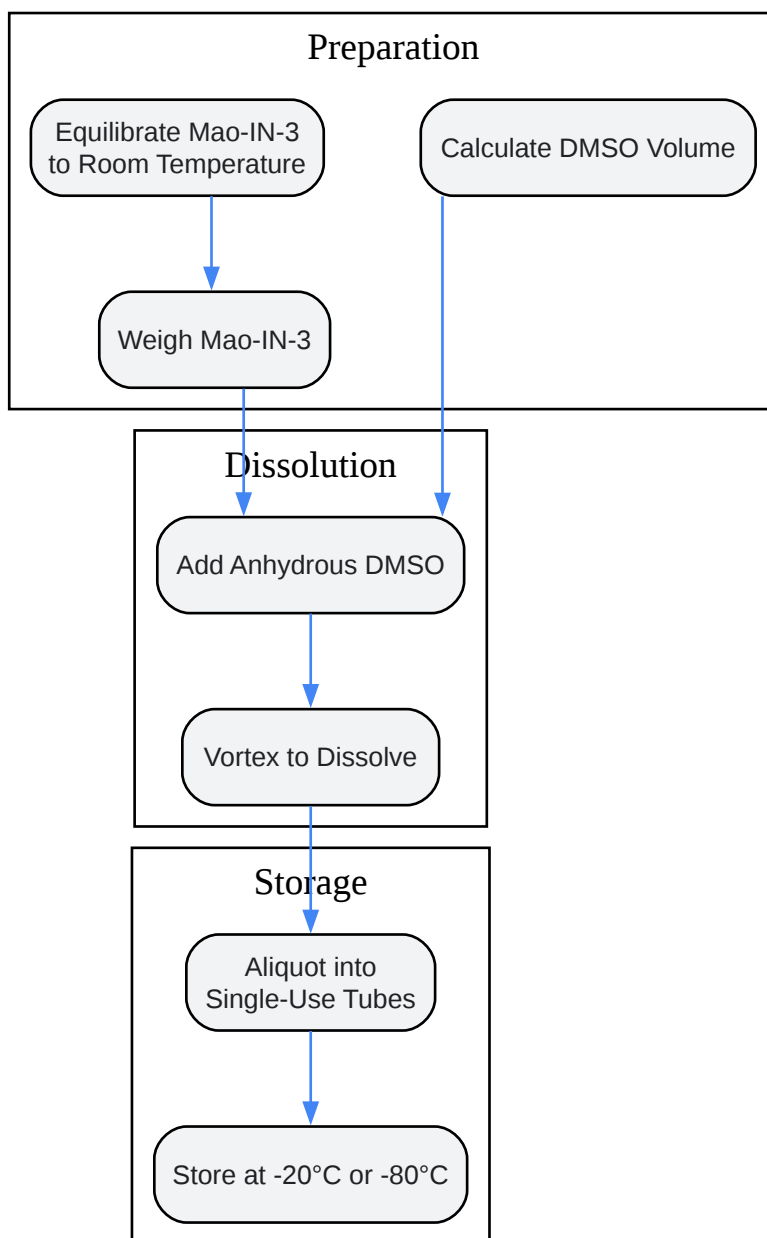 Preparation
Equilibrate Mao-IN-3
to Room Temperature
Calculate DMSO Volume
Weigh Mao-IN-3
Dissolution
Add Anhydrous DMSO
Vortex to Dissolve
Storage
Aliquot into
Single-Use Tubes
Store at -20°C or -80°C